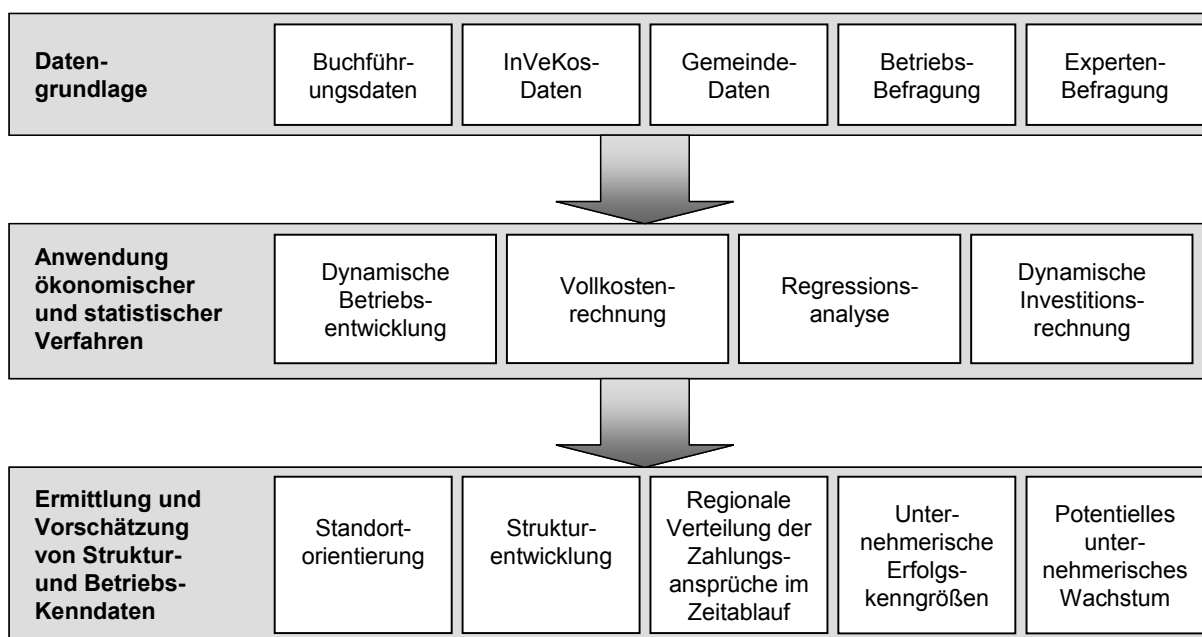 Daten-
grundlage
Buchführ-
ungsdaten
InVeKos-
Daten
Gemeinde-
Daten
Betriebs-
Befragung
Experten-
Befragung
Anwendung
ökonomischer
und statistischer
Verfahren
Dynamische
Betriebs-
entwicklung
Vollkosten-
rechnung
Regressions-
analyse
Dynamische
Investitions-
rechnung
Ermittlung und
Vorschätzung
von Struktur-
und Betriebs-
Kenndaten
Standort-
orientierung
Struktur-
entwicklung
Regionale
Verteilung der
Zahlungs-
ansprüche im
Zeitablauf
Unter-
nehmerische
Erfolgs-
kenngrößen
Potentielles
unter-
nehmerisches
Wachstum